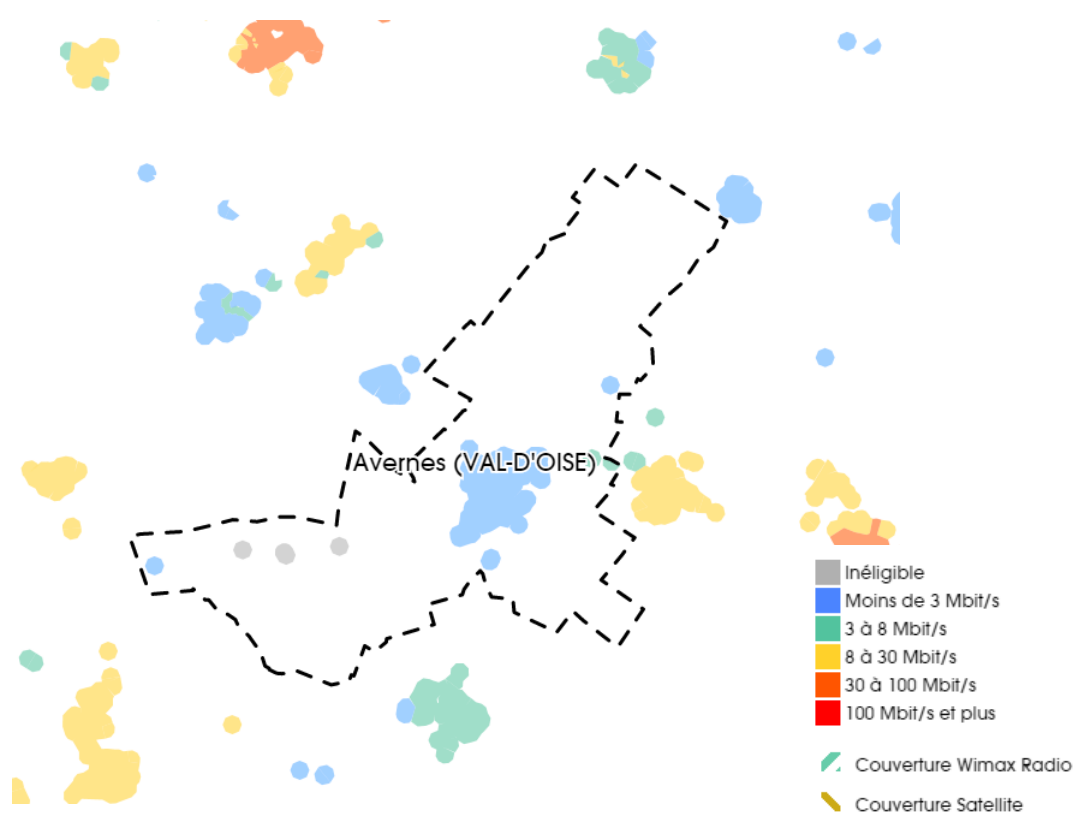 Avernes (VAL-D'OISE)
Inéligible
Moins de 3 Mbit/s
3 à 8 Mbit/s
8 à 30 Mbit/s
30 à 100 Mbit/s
100 Mbit/s et plus
Couverture Wimax Radio
Couverture Satellite